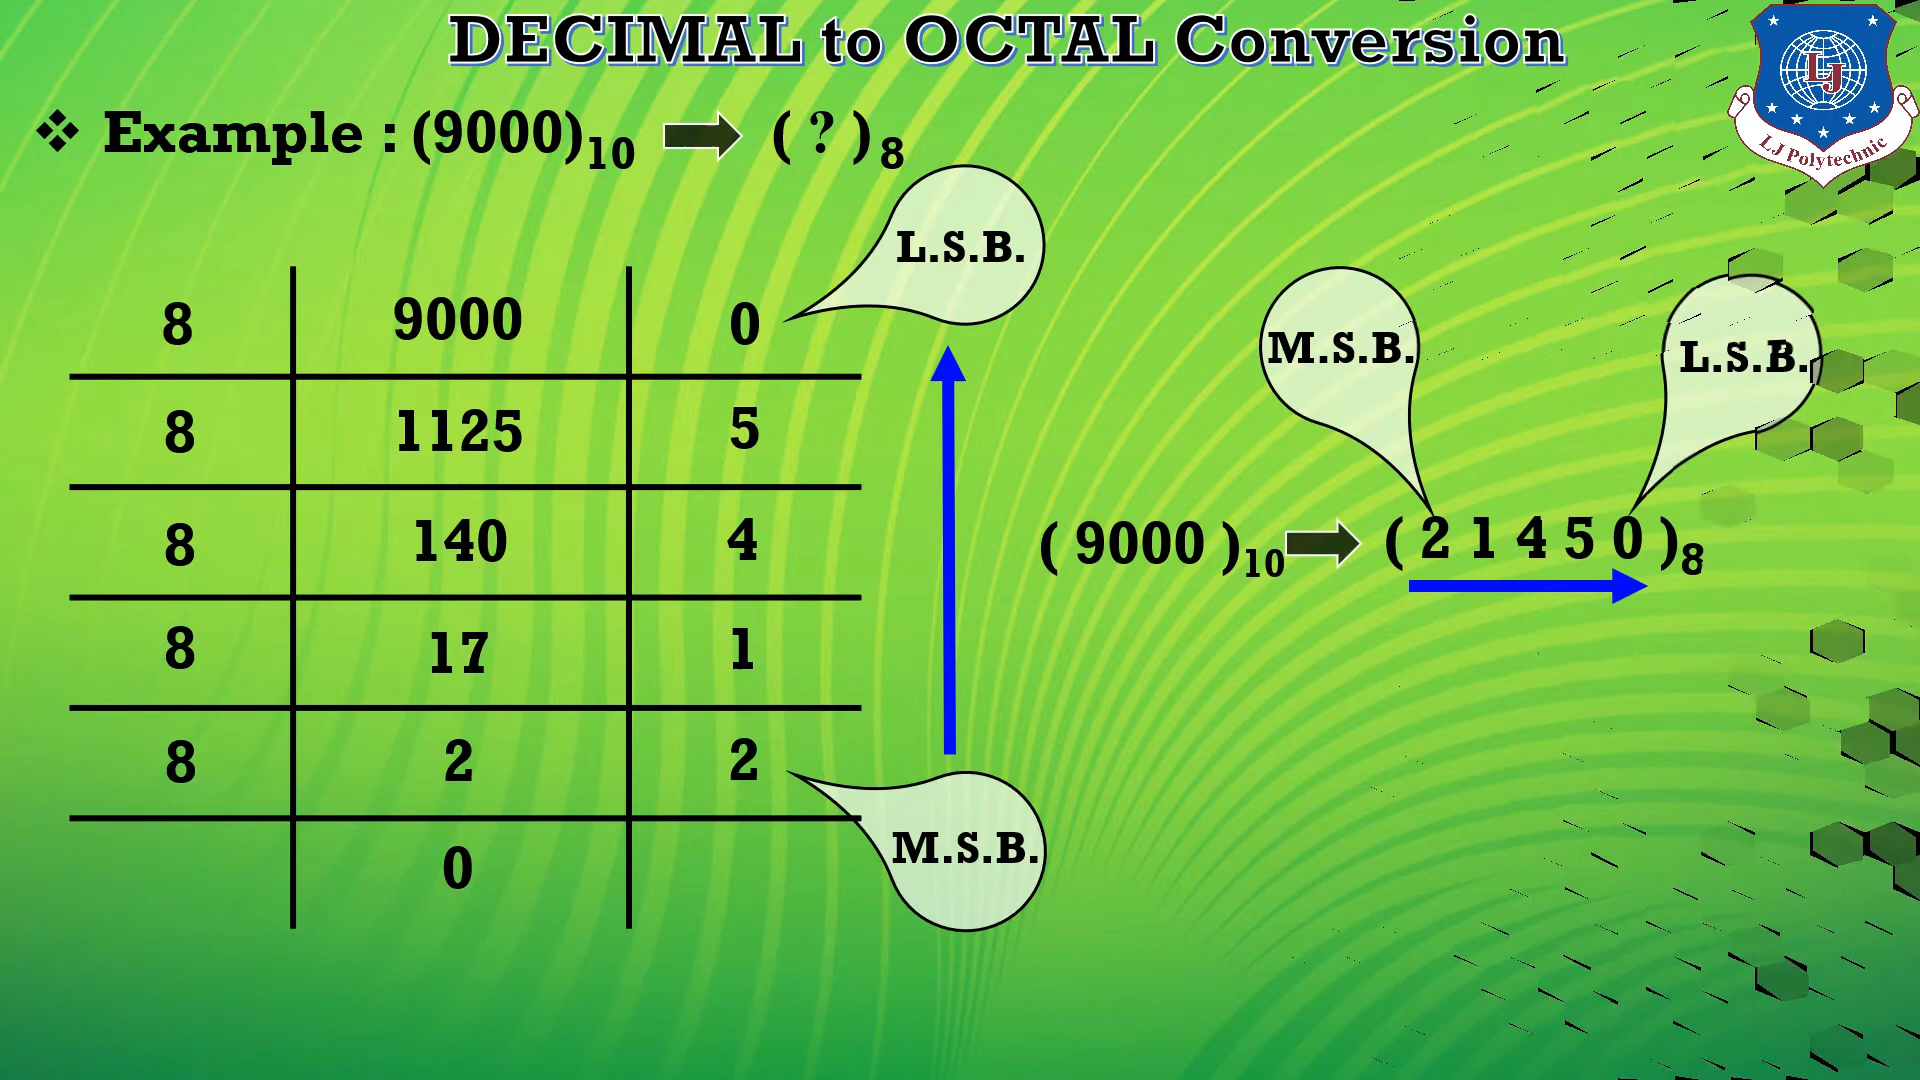 DECIMAL to OCTAL Conversion
LJ
LJ Polytechnic
❖ Example : (9000)10 ➡ ( ? )8
L.S.B.
8 9000 0
8 1125 5
8 140 4
8 17 1
8 2 2
0
M.S.B.
M.S.B.
L.S.B.
( 9000 )10 ➡ ( 2 1 4 5 0 )8